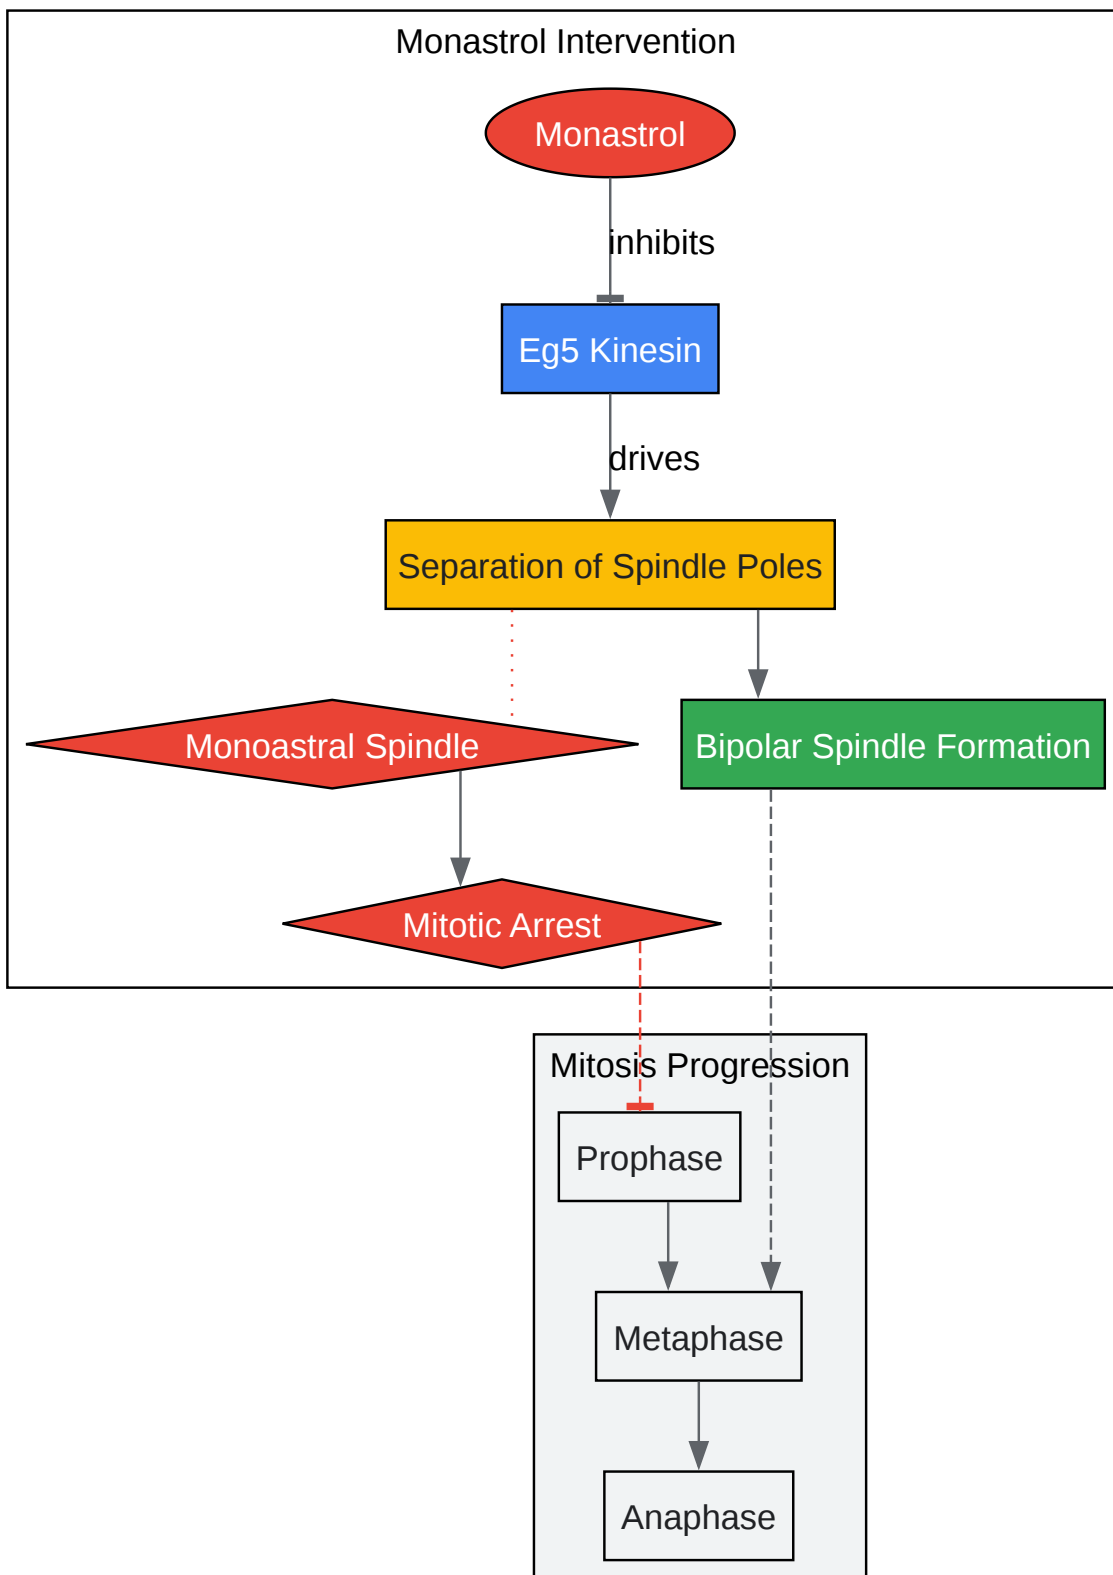 Monastrol Intervention
Monastrol
inhibits
Eg5 Kinesin
drives
Separation of Spindle Poles
Monoastral Spindle
Bipolar Spindle Formation
Mitotic Arrest
Mitosis Progression
Prophase
Metaphase
Anaphase